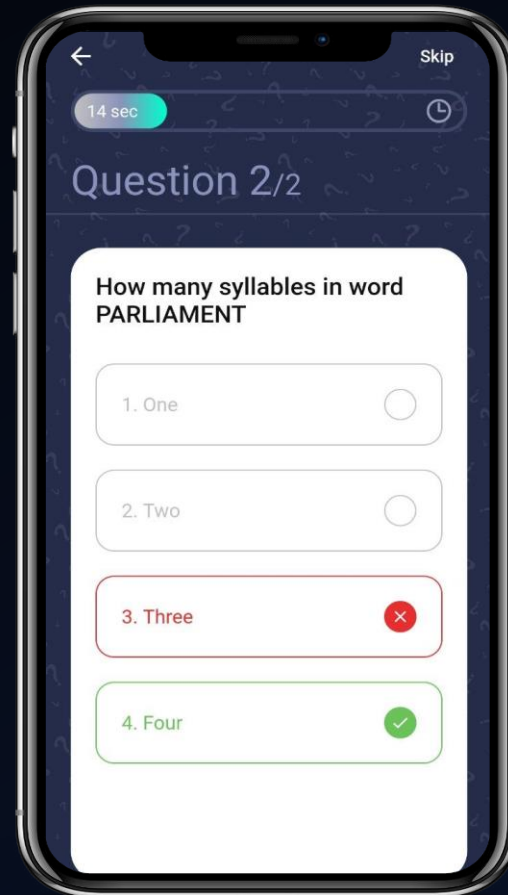 Skip
14 sec
Question 2/2
How many syllables in word
PARLIAMENT
1. One
2. Two
3. Three
4. Four